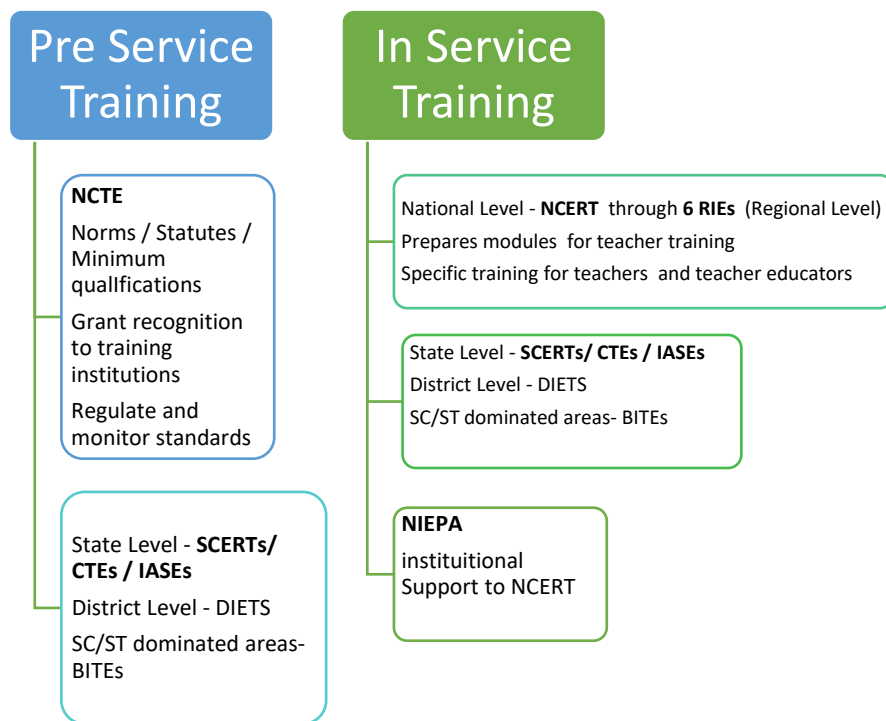 Pre Service
Training
NCTE
Norms / Statutes /
Minimum
qualIfications
Grant recognition
to training
institutions
Regulate and
monitor standards
State Level - SCERTs/
CTEs / IASEs
District Level - DIETS
SC/ST dominated areas-
BITEs
In Service
Training
National Level - NCERT through 6 RIEs (Regional Level)
Prepares modules for teacher training
Specific training for teachers and teacher educators
State Level - SCERTs/ CTEs / IASEs
District Level - DIETS
SC/ST dominated areas- BITEs
NIEPA
instituitional
Support to NCERT